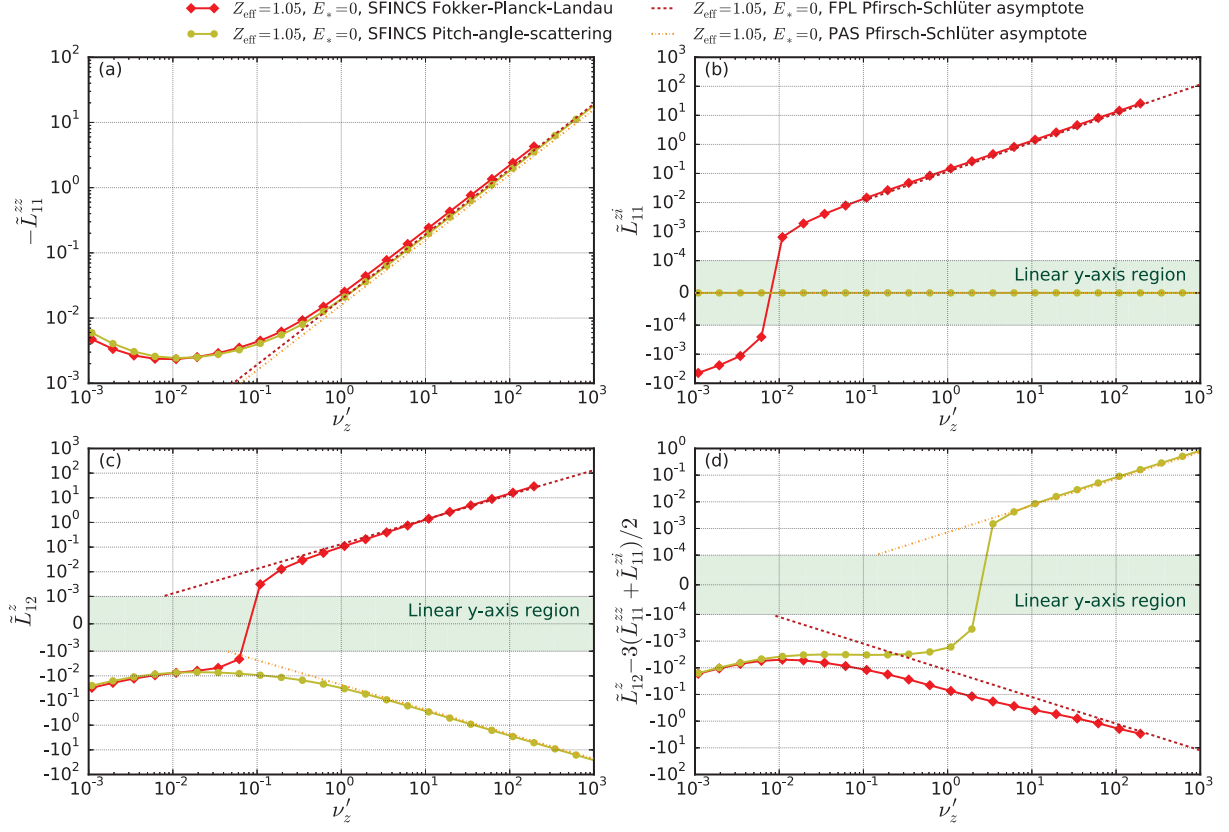 Z_eff=1.05, E_*=0, SFINCS Fokker-Planck-Landau
Z_eff=1.05, E_*=0, SFINCS Pitch-angle-scattering
Z_eff=1.05, E_*=0, FPL Pfirsch-Schlüter asymptote
Z_eff=1.05, E_*=0, PAS Pfirsch-Schlüter asymptote
(a)
−L̃_11^zz
10^2
10^1
10^0
10^-1
10^-2
10^-3
10^-3 10^-2 10^-1 10^0 10^1 10^2 10^3
ν′_z
(b)
L̃_11^zi
10^3
10^2
10^1
10^0
10^-1
10^-2
10^-3
10^-4
0
-10^-4
-10^-3
-10^-2
Linear y-axis region
10^-3 10^-2 10^-1 10^0 10^1 10^2 10^3
ν′_z
(c)
L̃_12^z
10^3
10^2
10^1
10^0
10^-1
10^-2
10^-3
0
-10^-3
-10^-2
-10^-1
-10^0
-10^1
-10^2
Linear y-axis region
10^-3 10^-2 10^-1 10^0 10^1 10^2 10^3
ν′_z
(d)
L̃_12^z−3(L̃_11^zz + L̃_11^zi)/2
10^0
10^-1
10^-2
10^-3
10^-4
0
-10^-4
-10^-3
-10^-2
-10^-1
-10^0
-10^1
-10^2
Linear y-axis region
10^-3 10^-2 10^-1 10^0 10^1 10^2 10^3
ν′_z